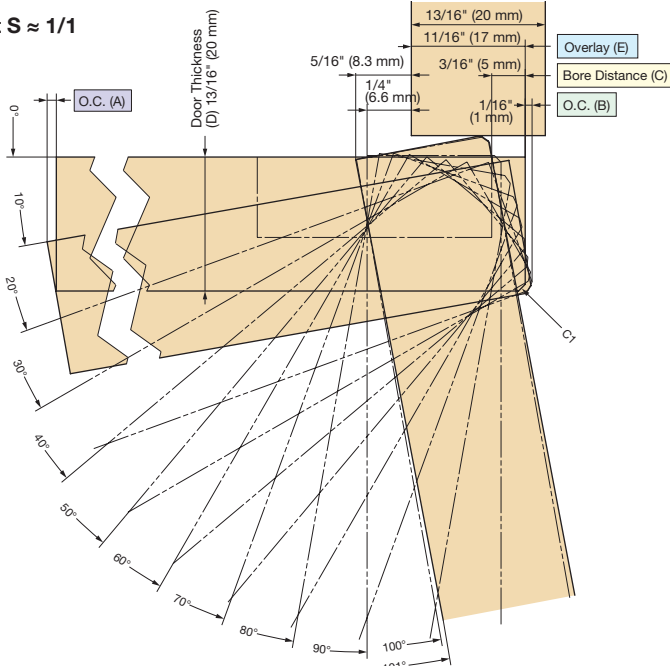 S ≈ 1/1
13/16" (20 mm)
11/16" (17 mm)
Overlay (E)
5/16" (8.3 mm)
3/16" (5 mm)
Bore Distance (C)
1/4"
(6.6 mm)
1/16"
(1 mm)
O.C. (B)
O.C. (A)
Door Thickness
(D) 13/16" (20 mm)
0°
10°
20°
30°
40°
50°
60°
70°
80°
90°
100°
C1